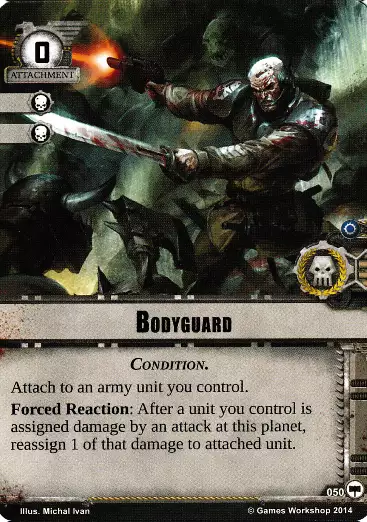 0
ATTACHMENT
BODYGUARD
CONDITION.
Attach to an army unit you control.
Forced Reaction: After a unit you control is
assigned damage by an attack at this planet,
reassign 1 of that damage to attached unit.
050
Illus. Michal Ivan
© Games Workshop 2014